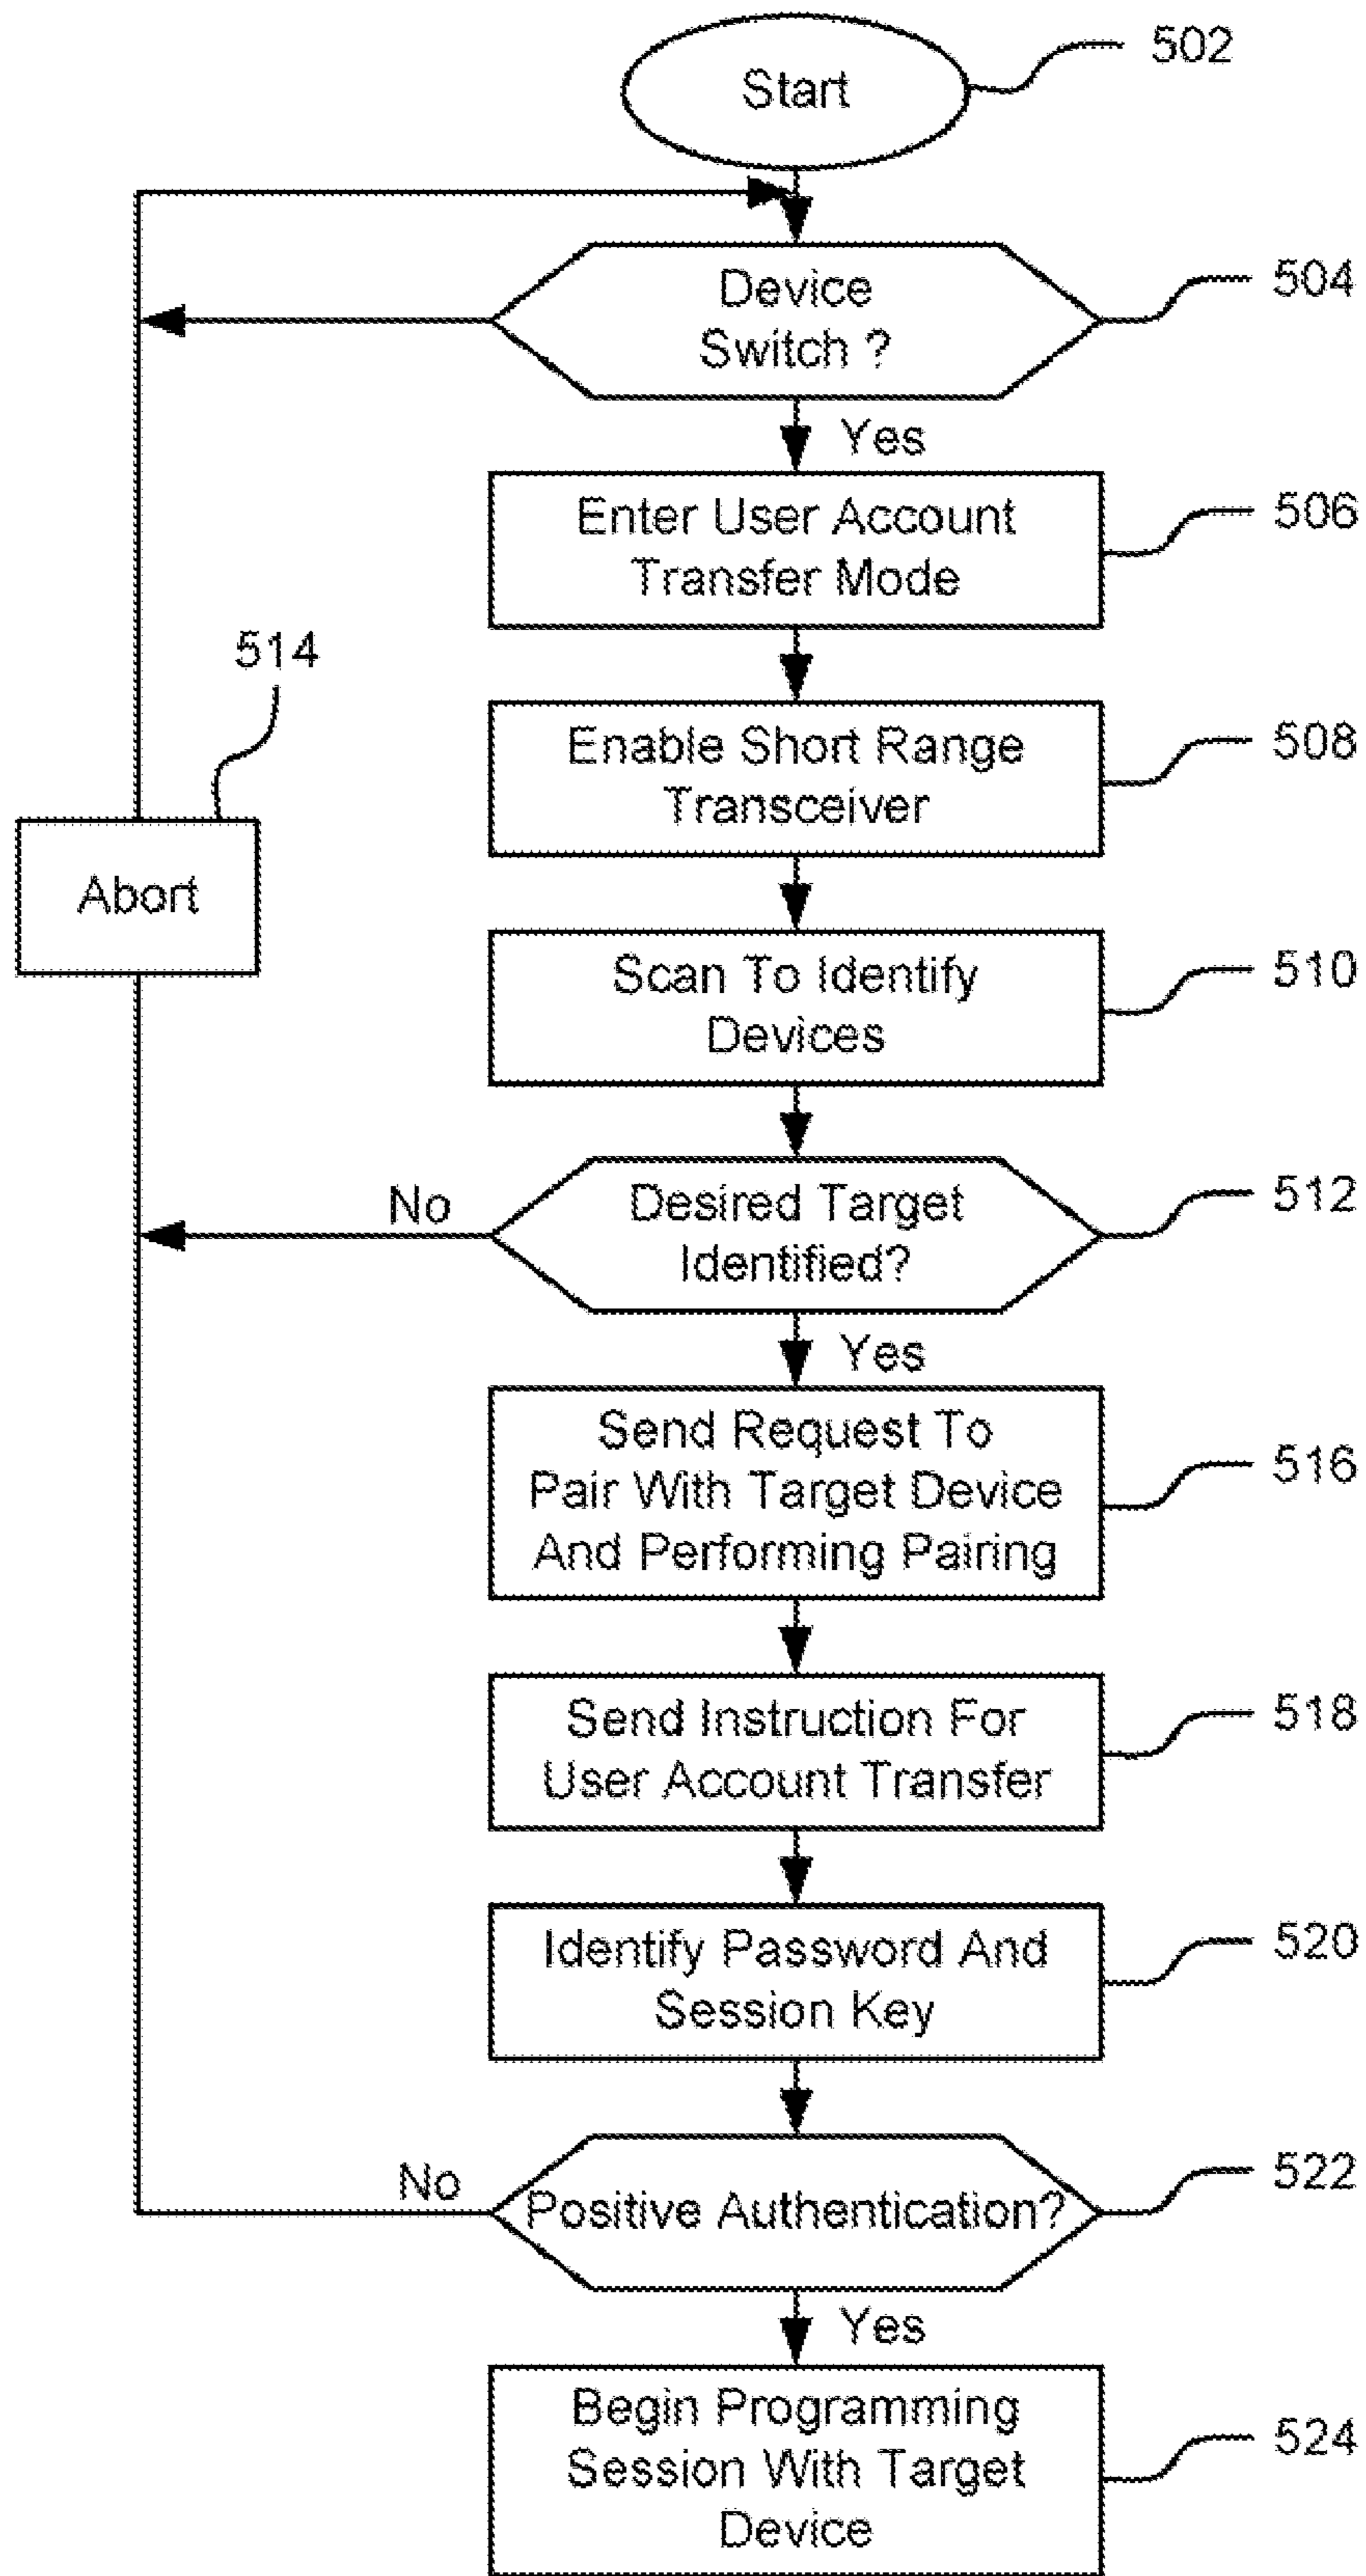 Start
502
Device
Switch ?
504
Yes
Enter User Account
Transfer Mode
506
514
Enable Short Range
Transceiver
508
Abort
Scan To Identify
Devices
510
No
Desired Target
Identified?
512
Yes
Send Request To
Pair With Target Device
And Performing Pairing
516
Send Instruction For
User Account Transfer
518
Identify Password And
Session Key
520
No
Positive Authentication?
522
Yes
Begin Programming
Session With Target
Device
524